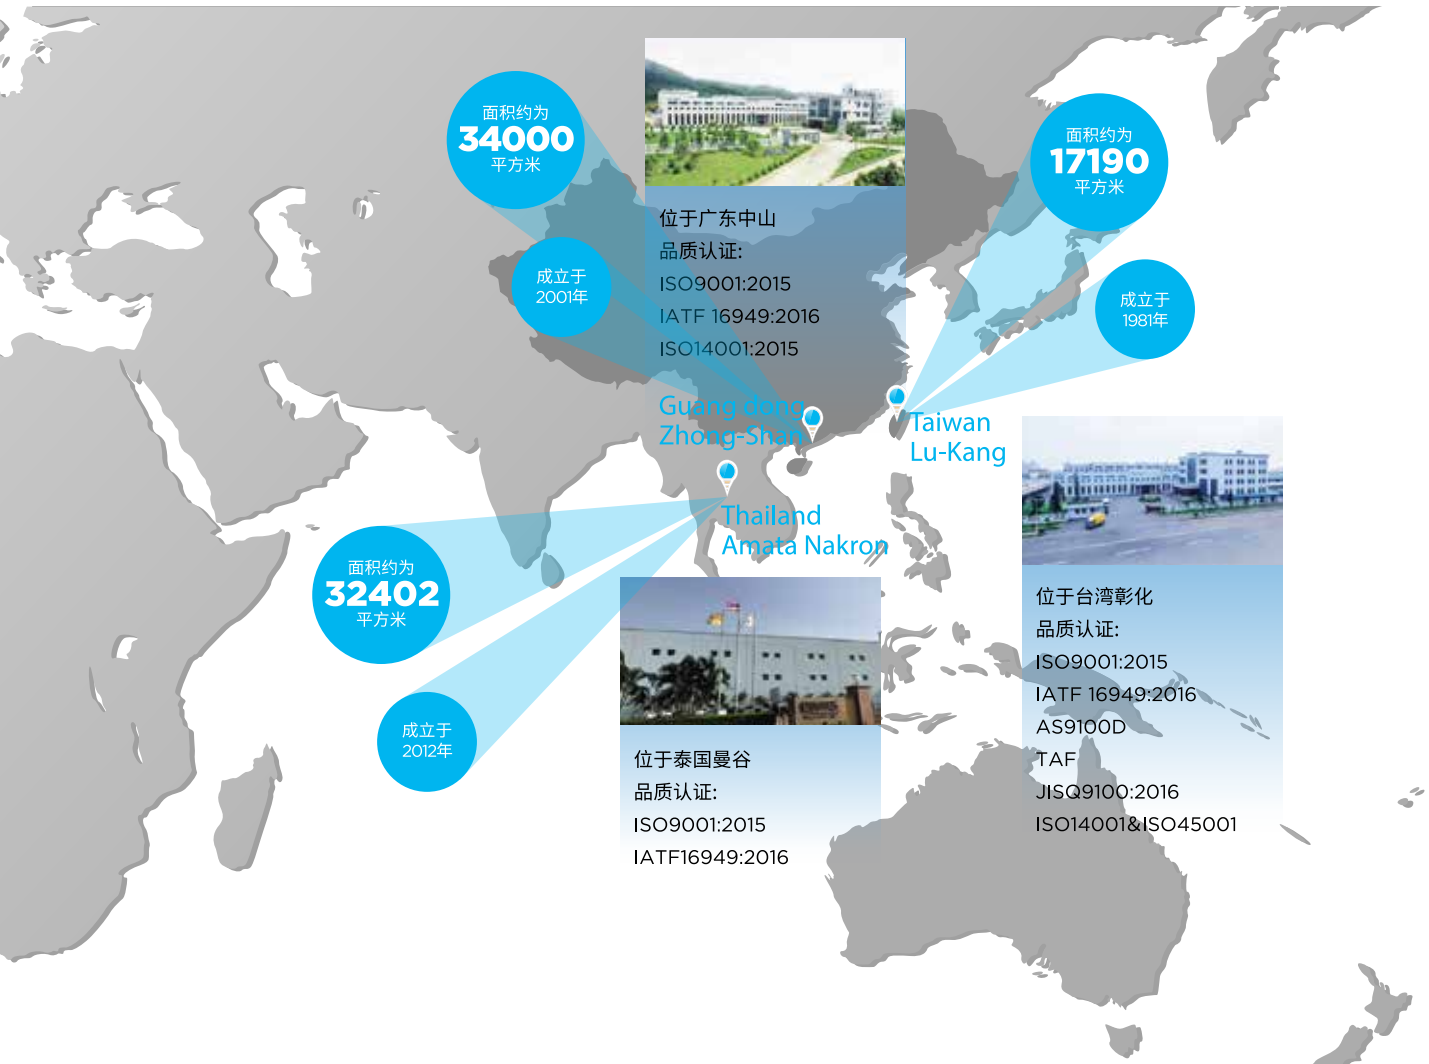 面积约为
34000
平方米
成立于
2001年
位于广东中山
品质认证:
ISO9001:2015
IATF 16949:2016
ISO14001:2015
Guang dong
Zhong-Shan
面积约为
17190
平方米
成立于
1981年
Taiwan
Lu-Kang
位于台湾彰化
品质认证:
ISO9001:2015
IATF 16949:2016
AS9100D
TAF
JISQ9100:2016
ISO14001&ISO45001
Thailand
Amata Nakron
面积约为
32402
平方米
成立于
2012年
位于泰国曼谷
品质认证:
ISO9001:2015
IATF16949:2016